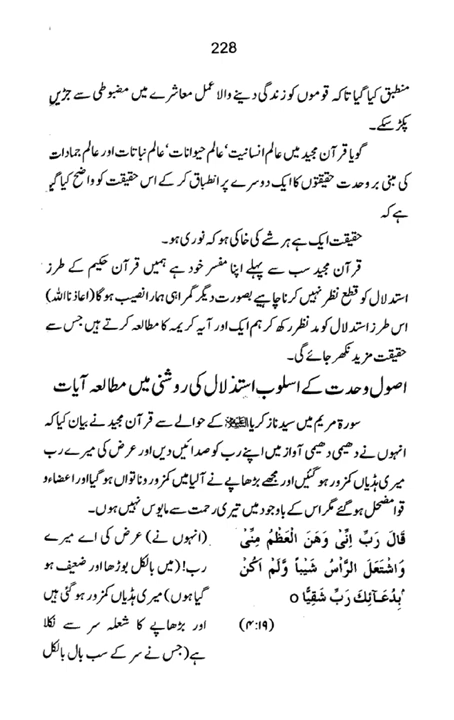 228
منطبق کیا گیا تاکہ قوموں کو زندگی دینے والا عمل معاشرے میں مضبوطی سے جڑیں
پکڑ سکے۔
گویا قرآن مجید میں عالم انسانیت‘ عالم حیوانات‘ عالم نباتات اور عالم جمادات
کی مبنی بر وحدت حقیقتوں کا ایک دوسرے پر انطباق کر کے اس حقیقت کو واضح کیا گیا
ہے کہ
حقیقت ایک ہے ہر شے کی خاکی ہو کہ نوری ہو۔
قرآن مجید سب سے پہلے اپنا مفسر خود ہے ہمیں قرآن حکیم کے طرز
استدلال کو قطع نظر نہیں کرنا چاہیے بصورت دیگر گمراہی ہمارا نصیب ہو گا (اعاذنا اللہ)
اس طرز استدلال کو مد نظر رکھ کر ہم ایک اور آیہ کریمہ کا مطالعہ کرتے ہیں جس سے
حقیقت مزید نکھر جائے گی۔
اصول وحدت کے اسلوب استدلال کی روشنی میں مطالعہ آیات
سورۃ مریم میں سیدنا زکریا علیہ السلام کے حوالے سے قرآن مجید نے بیان کیا کہ
انہوں نے دھیمی دھیمی آواز میں اپنے رب کو صدائیں دیں اور عرض کی میرے رب
میری ہڈیاں کمزور ہو گئیں اور مجھے بڑھاپے نے آلیا میں کمزور و ناتواں ہو گیا اور اعضاء و
قوا مضمحل ہو گئے مگر اس کے باوجود میں تیری رحمت سے مایوس نہیں ہوں۔
قَالَ رَبِّ اِنِّیْ وَهَنَ الْعَظْمُ مِنِّیْ
وَاشْتَعَلَ الرَّاْسُ شَیْبًا وَّلَمْ اَكُنْ
بِدُعَآئِكَ رَبِّ شَقِیًّا ○
(۱۹:۴)
(انہوں نے) عرض کی اے میرے
رب! (میں بالکل بوڑھا اور ضعیف ہو
گیا ہوں) میری ہڈیاں کمزور ہو گئی ہیں
اور بڑھاپے کا شعلہ سر سے نکلا
ہے (جس نے سر کے سب بال بالکل